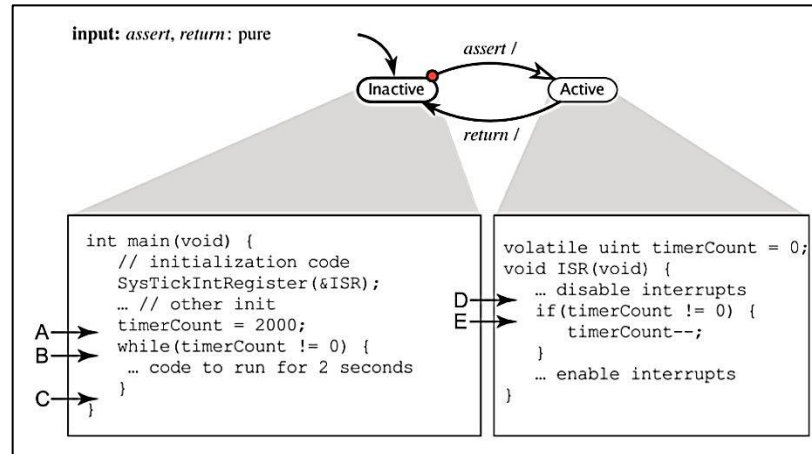 input: assert, return: pure
assert /
Inactive
Active
return /
int main(void) {
// initialization code
SysTickIntRegister(&ISR);
… // other init
A
timerCount = 2000;
B
while(timerCount != 0) {
… code to run for 2 seconds
}
C
}
volatile uint timerCount = 0;
void ISR(void) {
D
… disable interrupts
E
if(timerCount != 0) {
timerCount--;
}
… enable interrupts
}